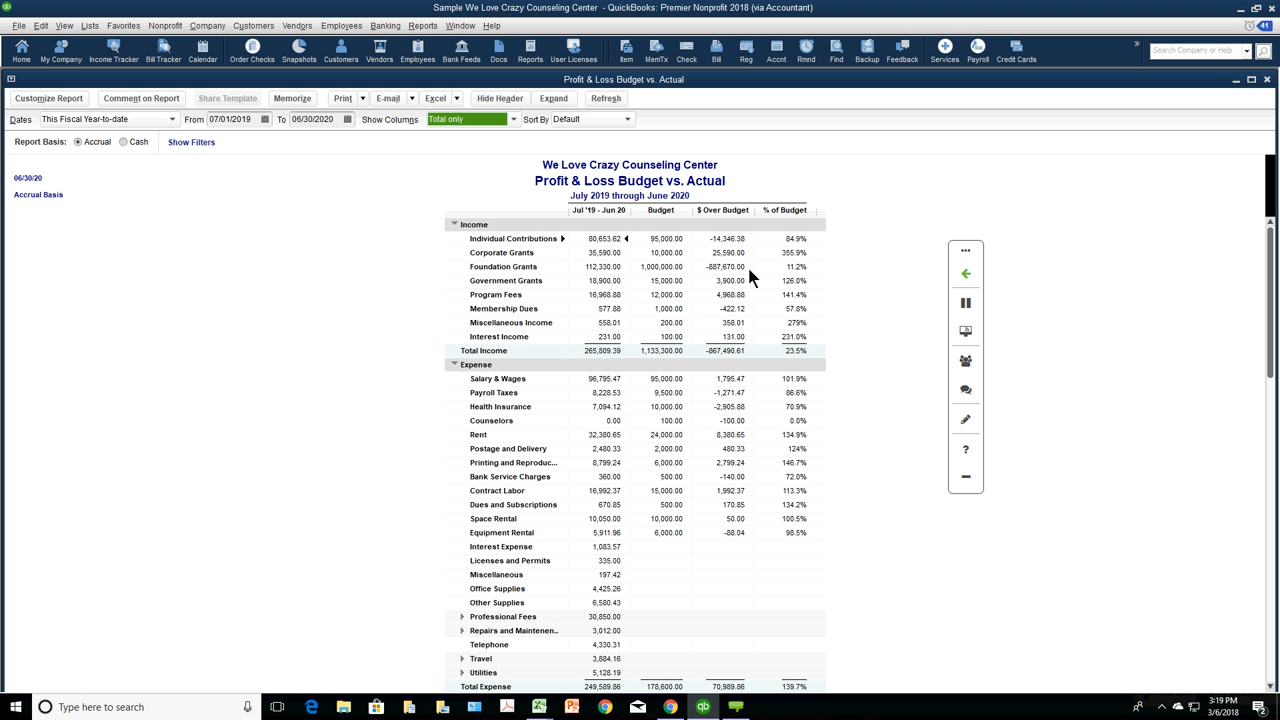 Sample We Love Crazy Counseling Center - QuickBooks: Premier Nonprofit 2018 (via Accountant)
File Edit View Lists Favorites Nonprofit Company Customers Vendors Employees Banking Reports Window Help 41
Home My Company Income Tracker Bill Tracker Calendar Order Checks Snapshots Customers Vendors Employees Bank Feeds Docs Reports User Licenses Item MemTx Check Bill Reg Accnt Rmnd Find Backup Feedback Services Payroll Credit Cards » Search Company or Help
Profit & Loss Budget vs. Actual
Customize Report Comment on Report Share Template Memorize Print E-mail Excel Hide Header Expand Refresh
Dates This Fiscal Year-to-date From 07/01/2019 To 06/30/2020 Show Columns Total only Sort By Default
Report Basis: Accrual Cash Show Filters
We Love Crazy Counseling Center
06/30/20 Profit & Loss Budget vs. Actual
Accrual Basis July 2019 through June 2020
Jul '19 - Jun 20 Budget $ Over Budget % of Budget
Income
Individual Contributions 80,653.62 95,000.00 -14,346.38 84.9%
Corporate Grants 35,590.00 10,000.00 25,590.00 355.9%
Foundation Grants 112,330.00 1,000,000.00 -887,670.00 11.2%
Government Grants 18,900.00 15,000.00 3,900.00 126.0%
Program Fees 16,968.88 12,000.00 4,968.88 141.4%
Membership Dues 577.88 1,000.00 -422.12 57.8%
Miscellaneous Income 558.01 200.00 358.01 279%
Interest Income 231.00 100.00 131.00 231.0%
Total Income 265,809.39 1,133,300.00 -867,490.61 23.5%
Expense
Salary & Wages 96,795.47 95,000.00 1,795.47 101.9%
Payroll Taxes 8,228.53 9,500.00 -1,271.47 86.6%
Health Insurance 7,094.12 10,000.00 -2,905.88 70.9%
Counselors 0.00 100.00 -100.00 0.0%
Rent 32,380.65 24,000.00 8,380.65 134.9%
Postage and Delivery 2,480.33 2,000.00 480.33 124%
Printing and Reproduc... 8,799.24 6,000.00 2,799.24 146.7%
Bank Service Charges 360.00 500.00 -140.00 72.0%
Contract Labor 16,992.37 15,000.00 1,992.37 113.3%
Dues and Subscriptions 670.85 500.00 170.85 134.2%
Space Rental 10,050.00 10,000.00 50.00 100.5%
Equipment Rental 5,911.96 6,000.00 -88.04 98.5%
Interest Expense 1,083.57
Licenses and Permits 335.00
Miscellaneous 197.42
Office Supplies 4,425.26
Other Supplies 6,580.43
Professional Fees 30,850.00
Repairs and Maintenen.. 3,012.00
Telephone 4,330.31
Travel 3,884.16
Utilities 5,128.19
Total Expense 249,589.86 178,600.00 70,989.86 139.7%
Type here to search
3:19 PM
3/6/2018
2